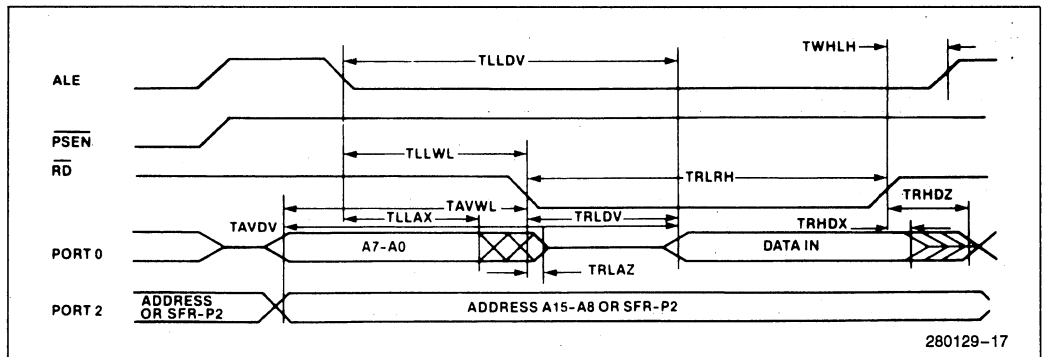 TWHLH
TLLDV
ALE
PSEN
TLLWL
RD
TRLRH
TAVWL
TRHDZ
TLLAX
TRLDV
TAVDV
TRHDX
PORT 0
A7-A0
DATA IN
TRLAZ
PORT 2
ADDRESS
OR SFR-P2
ADDRESS A15-A8 OR SFR-P2
280129-17